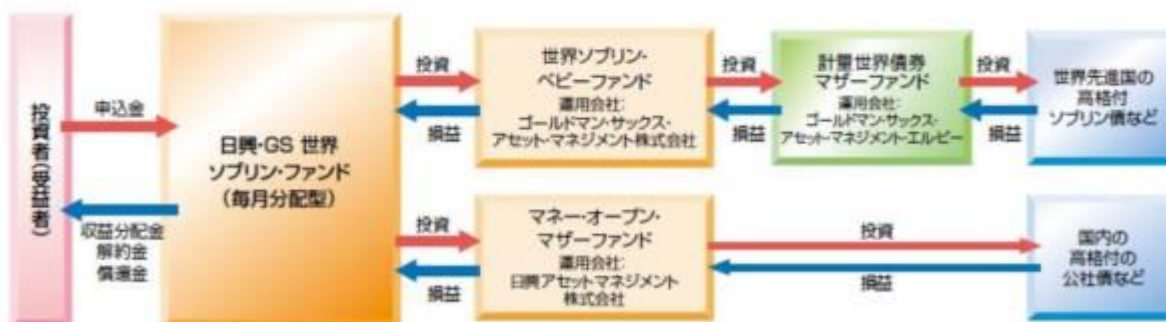 投資者(受益者)
申込金
収益分配金
解約金
償還金
日興・GS 世界
ソブリン・ファンド
(毎月分配型)
投資
損益
世界ソブリン・
ベビーファンド
運用会社:
ゴールドマン・サックス・
アセット・マネジメント株式会社
投資
損益
計量世界債券
マザーファンド
運用会社:
ゴールドマン・サックス・
アセット・マネジメント・エルピー
投資
損益
世界先進国の
高格付
ソブリン債など
投資
損益
マネー・オープン・
マザーファンド
運用会社:
日興アセットマネジメント
株式会社
投資
損益
国内の
高格付の
公社債など